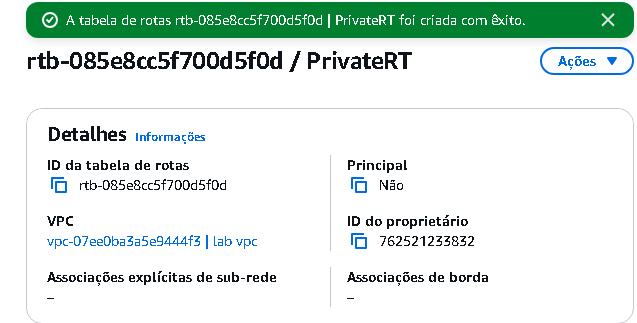 A tabela de rotas rtb-085e8cc5f700d5f0d | PrivateRT foi criada com êxito.
rtb-085e8cc5f700d5f0d / PrivateRT
Ações
Detalhes Informações
ID da tabela de rotas
rtb-085e8cc5f700d5f0d
Principal
Não
VPC
vpc-07ee0ba3a5e9444f3 | lab vpc
ID do proprietário
762521233832
Associações explícitas de sub-rede
–
Associações de borda
–